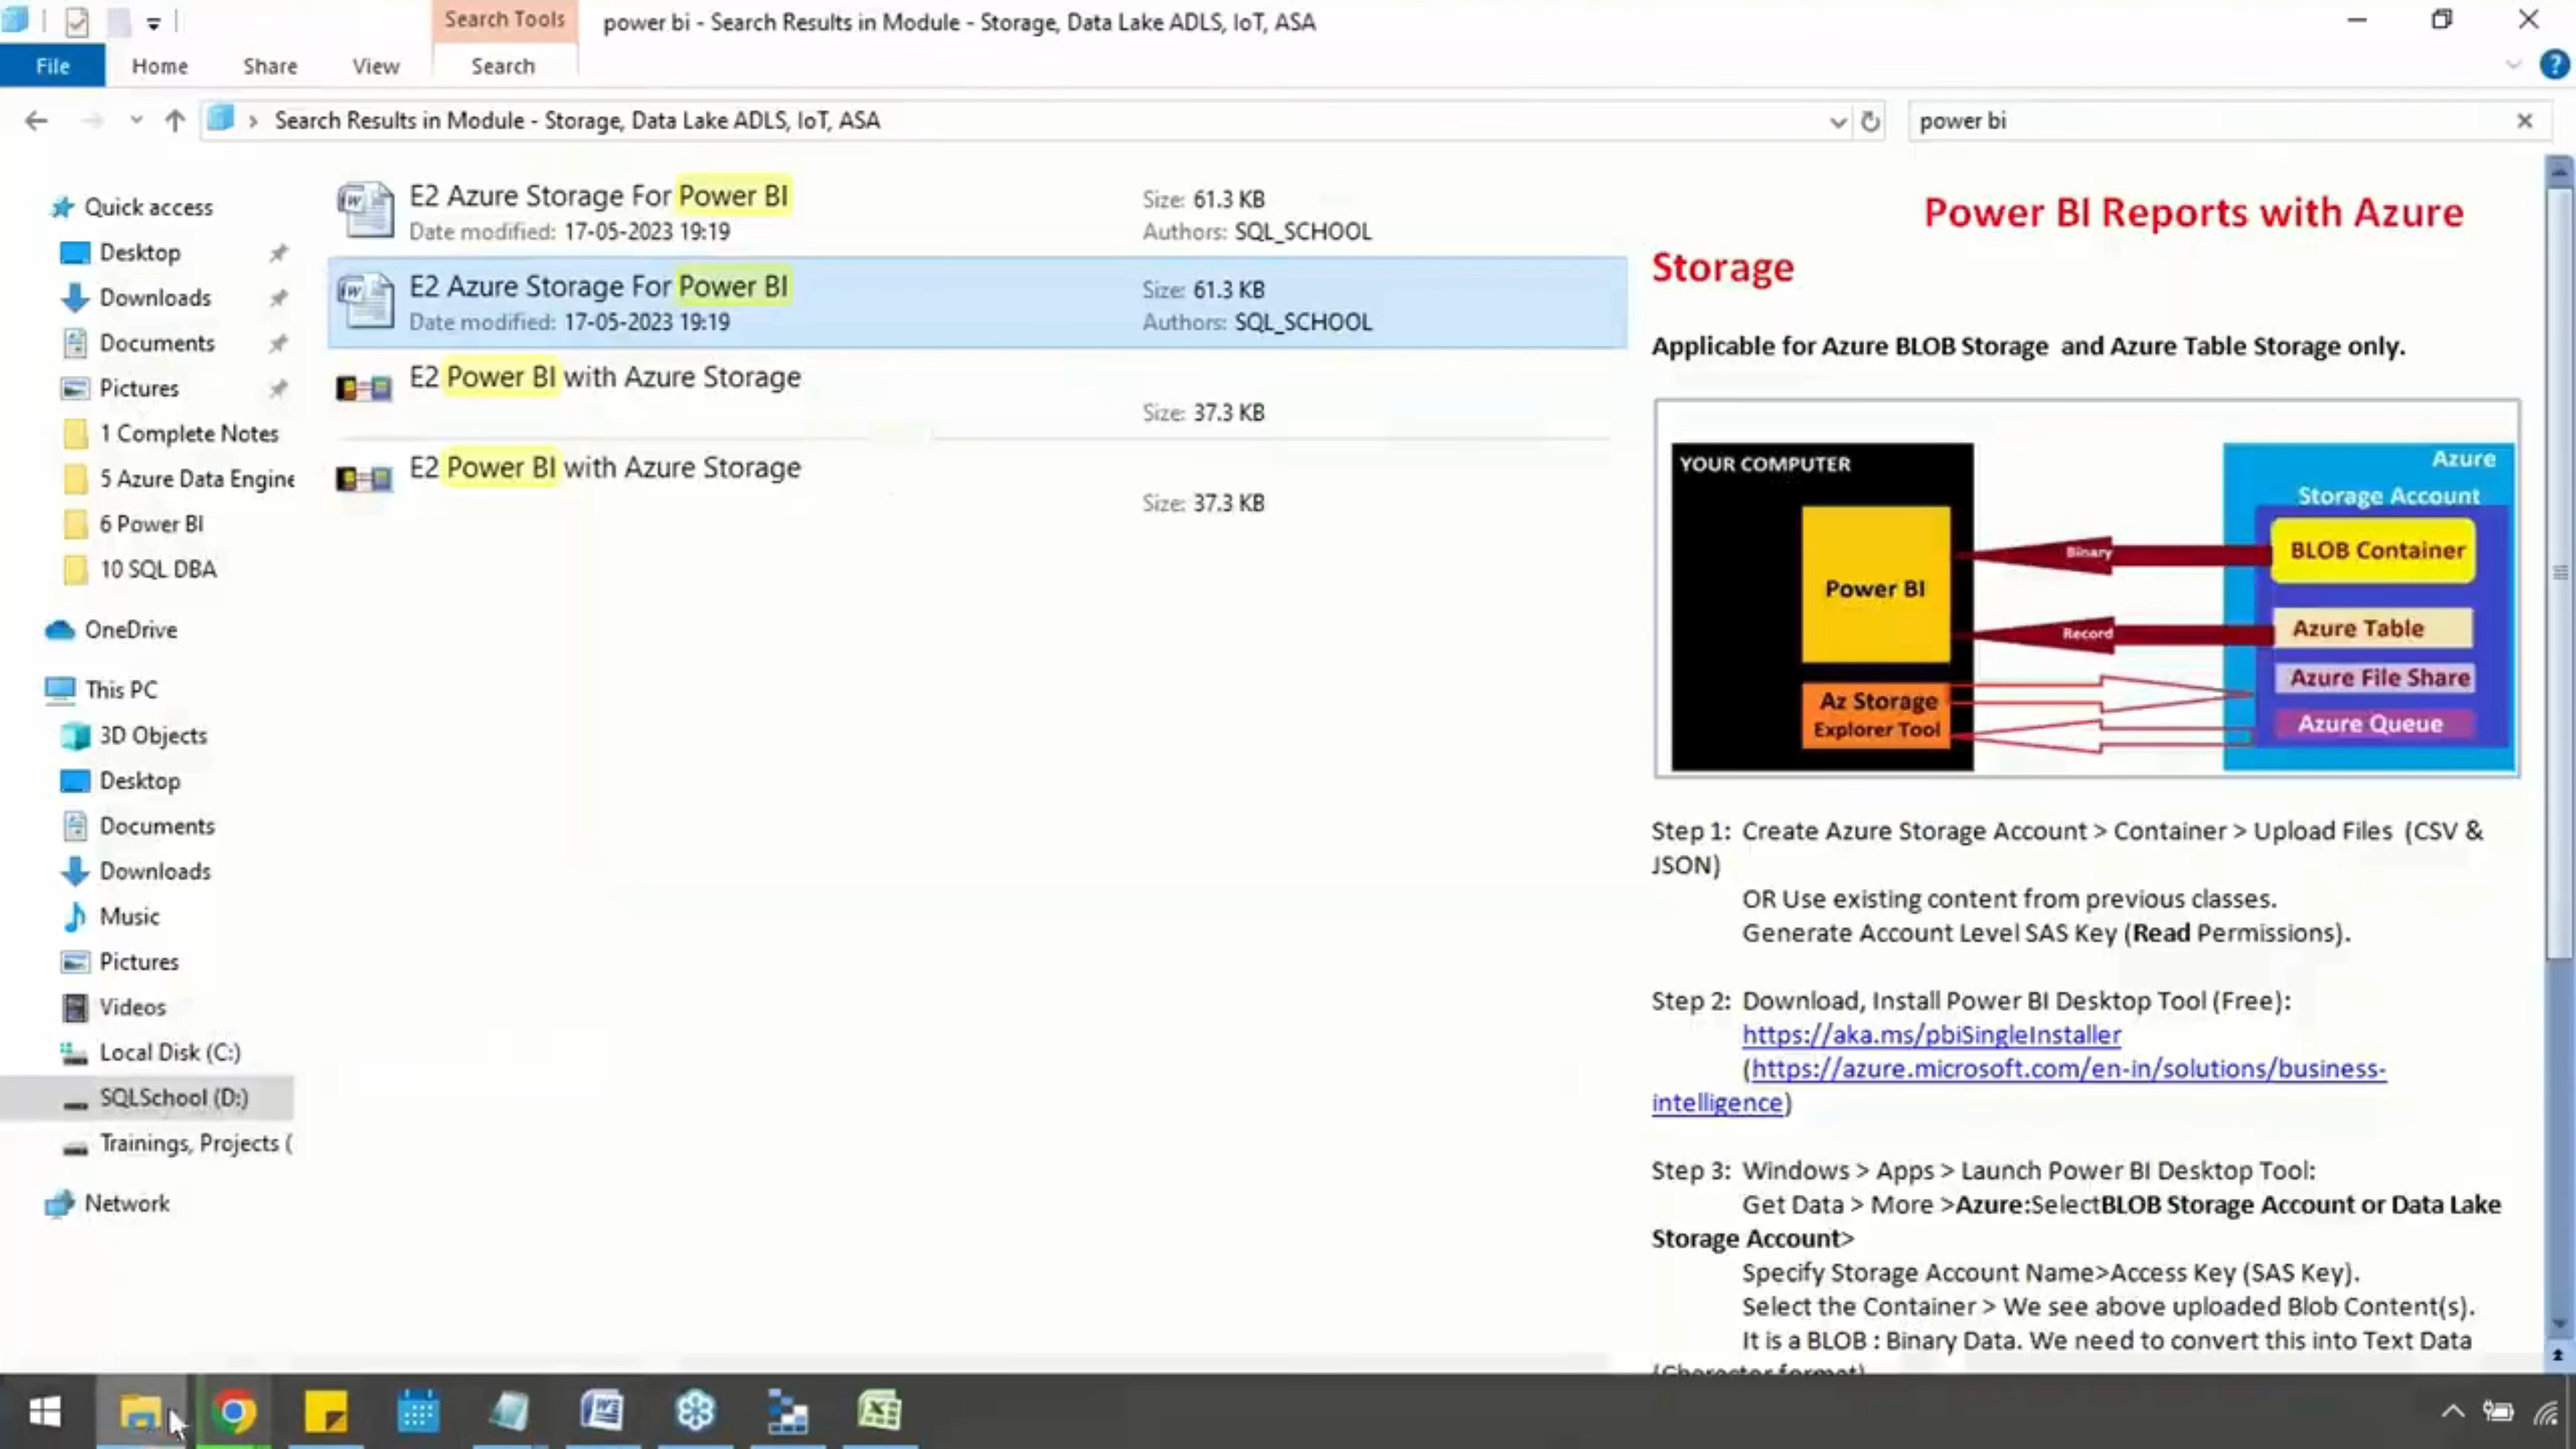 Search Tools
power bi - Search Results in Module - Storage, Data Lake ADLS, IoT, ASA
File
Home
Share
View
Search
Search Results in Module - Storage, Data Lake ADLS, IoT, ASA
power bi
Quick access
Desktop
Downloads
Documents
Pictures
1 Complete Notes
5 Azure Data Engine
6 Power BI
10 SQL DBA
OneDrive
This PC
3D Objects
Desktop
Documents
Downloads
Music
Pictures
Videos
Local Disk (C:)
SQLSchool (D:)
Trainings, Projects (
Network
E2 Azure Storage For Power BI
Date modified: 17-05-2023 19:19
Size: 61.3 KB
Authors: SQL_SCHOOL
E2 Azure Storage For Power BI
Date modified: 17-05-2023 19:19
Size: 61.3 KB
Authors: SQL_SCHOOL
E2 Power BI with Azure Storage
Size: 37.3 KB
E2 Power BI with Azure Storage
Size: 37.3 KB
Power BI Reports with Azure
Storage
Applicable for Azure BLOB Storage and Azure Table Storage only.
YOUR COMPUTER
Power BI
Az Storage
Explorer Tool
Binary
Record
Azure
Storage Account
BLOB Container
Azure Table
Azure File Share
Azure Queue
Step 1: Create Azure Storage Account > Container > Upload Files (CSV &
JSON)
OR Use existing content from previous classes.
Generate Account Level SAS Key (Read Permissions).
Step 2: Download, Install Power BI Desktop Tool (Free):
https://aka.ms/pbiSingleInstaller
(https://azure.microsoft.com/en-in/solutions/business-
intelligence)
Step 3: Windows > Apps > Launch Power BI Desktop Tool:
Get Data > More >Azure:SelectBLOB Storage Account or Data Lake
Storage Account>
Specify Storage Account Name>Access Key (SAS Key).
Select the Container > We see above uploaded Blob Content(s).
It is a BLOB : Binary Data. We need to convert this into Text Data